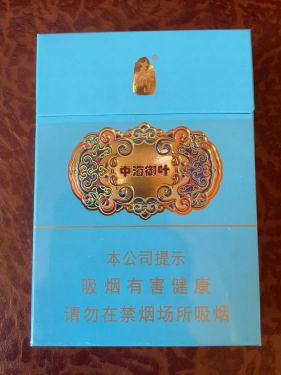 中海御叶
本公司提示
吸烟有害健康
请勿在禁烟场所吸烟